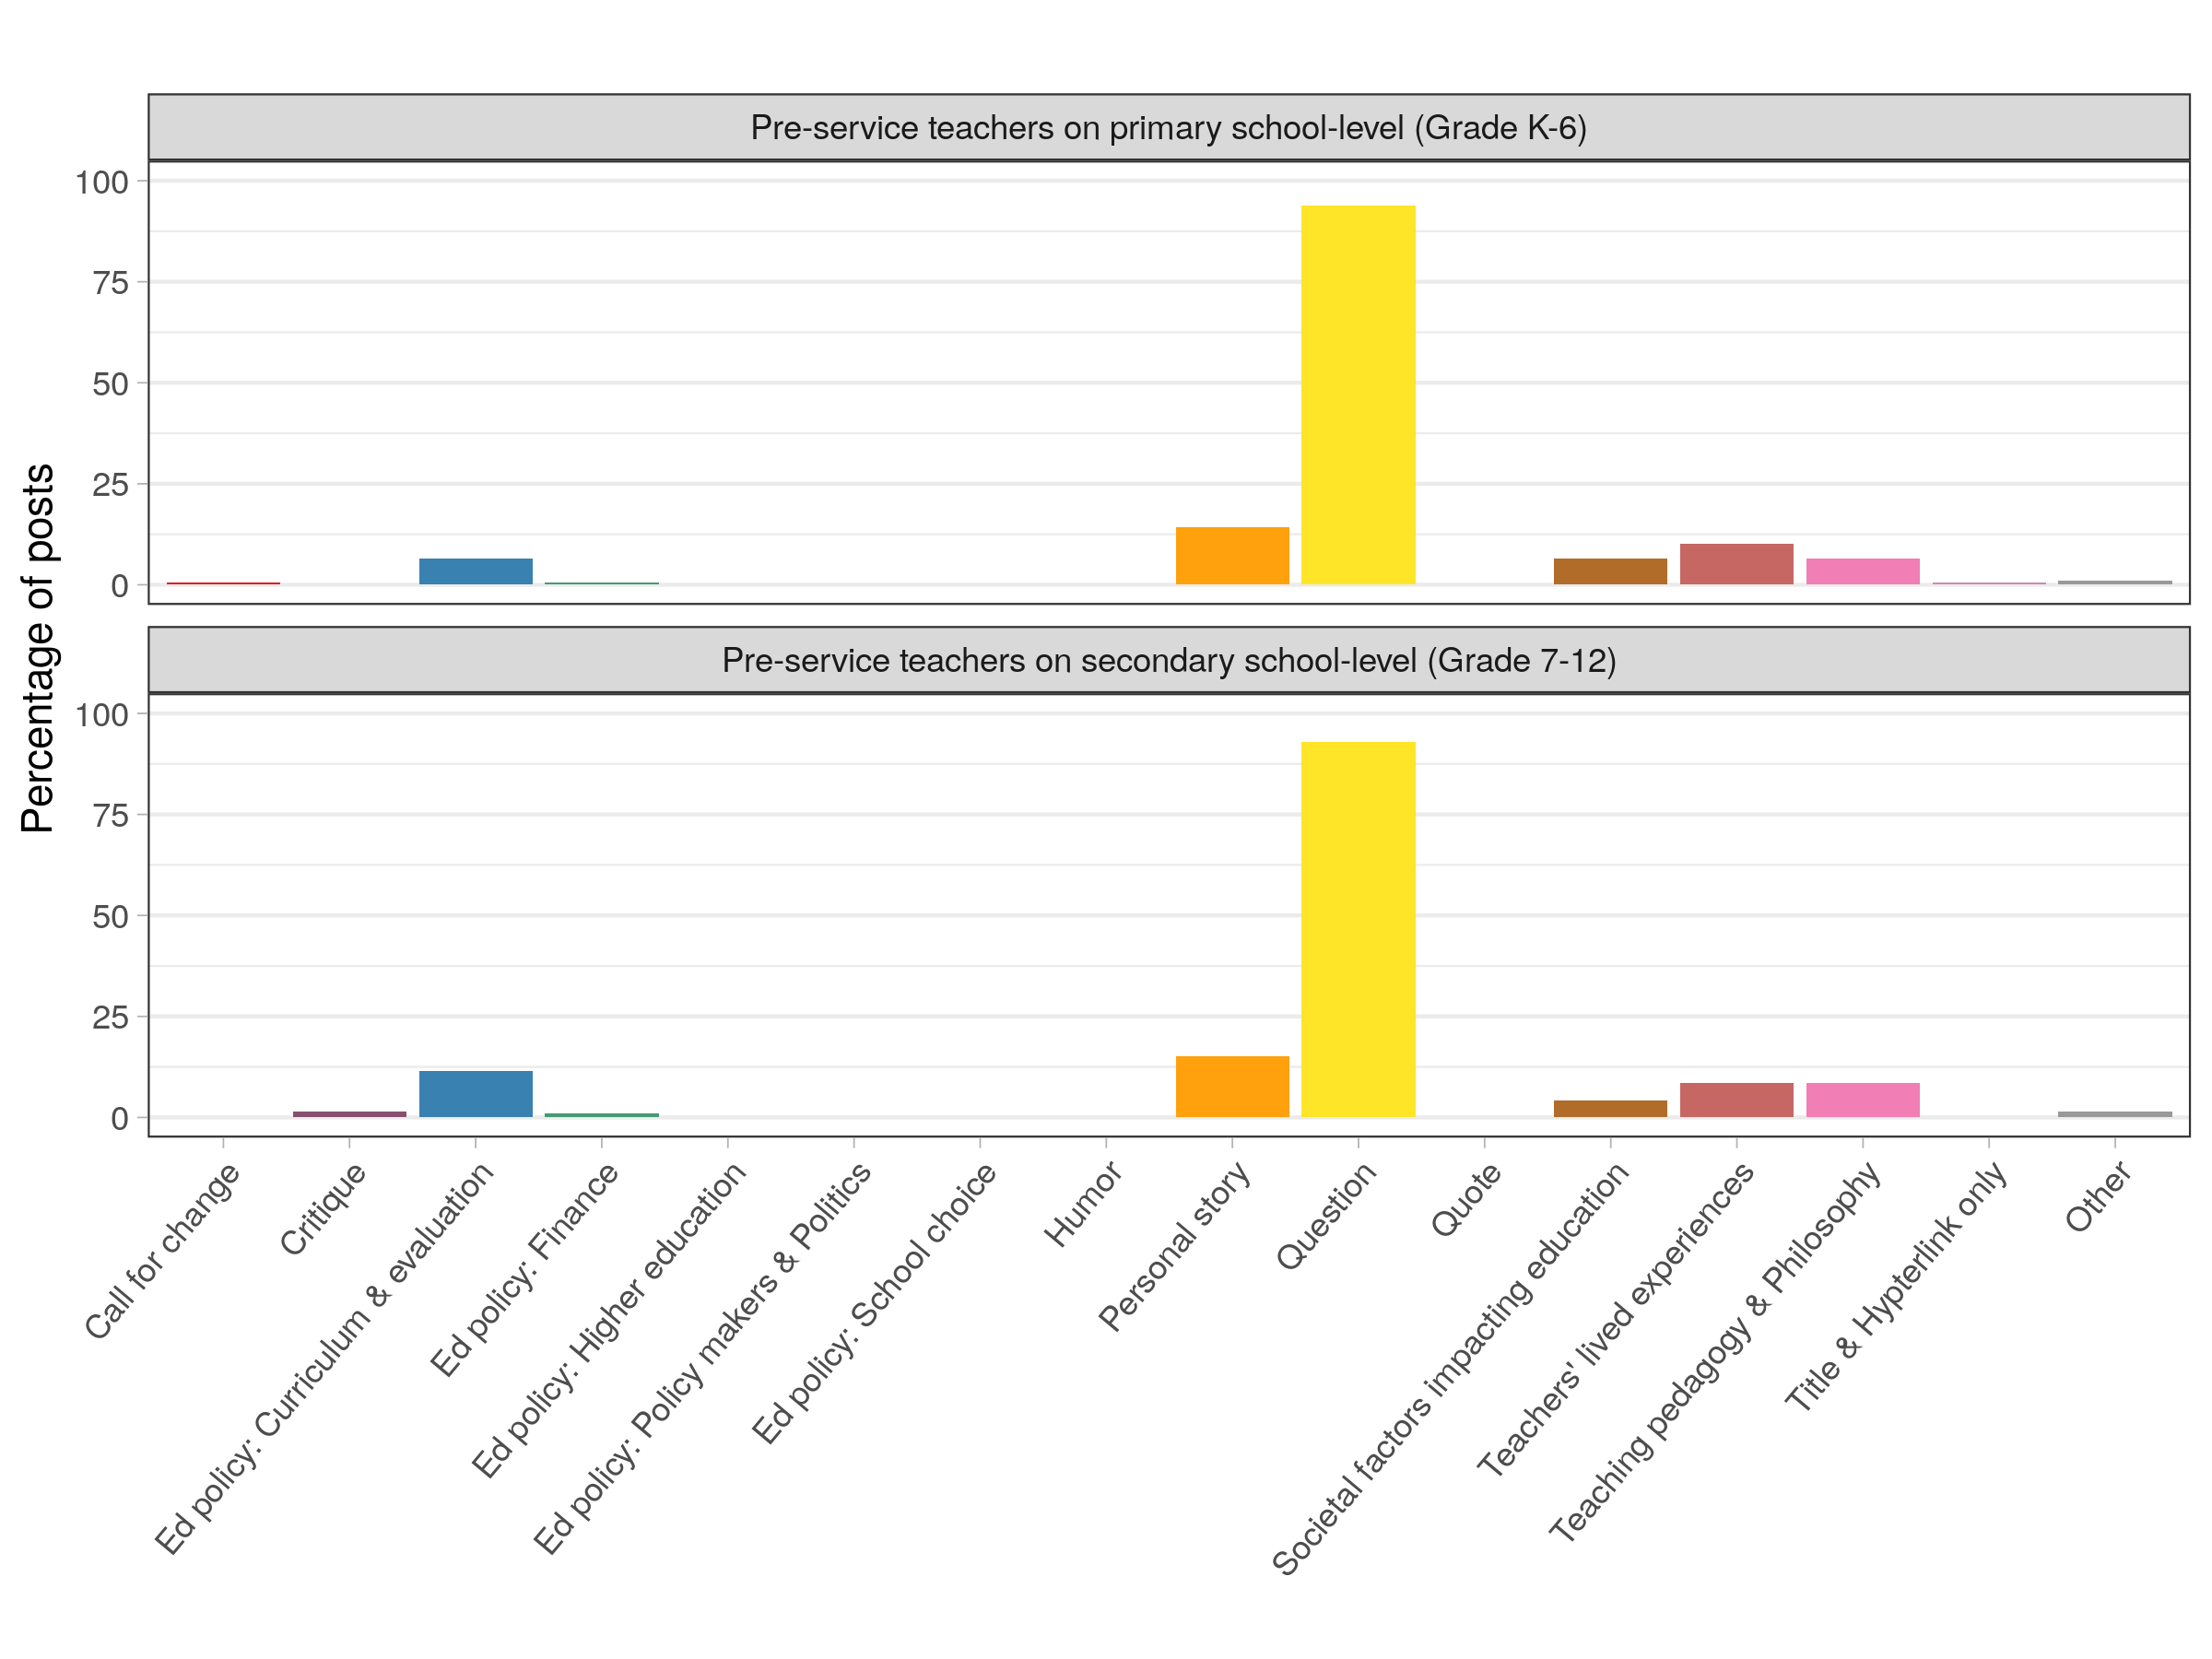 Pre-service teachers on primary school-level (Grade K-6)
100
75
50
25
0
Percentage of posts
Pre-service teachers on secondary school-level (Grade 7-12)
100
75
50
25
0
Call for change
Critique
Ed policy: Curriculum & evaluation
Ed policy: Finance
Ed policy: Higher education
Ed policy: Policy makers & Politics
Ed policy: School choice
Humor
Personal story
Question
Quote
Societal factors impacting education
Teachers' lived experiences
Teaching pedagogy & Philosophy
Title & Hypterlink only
Other